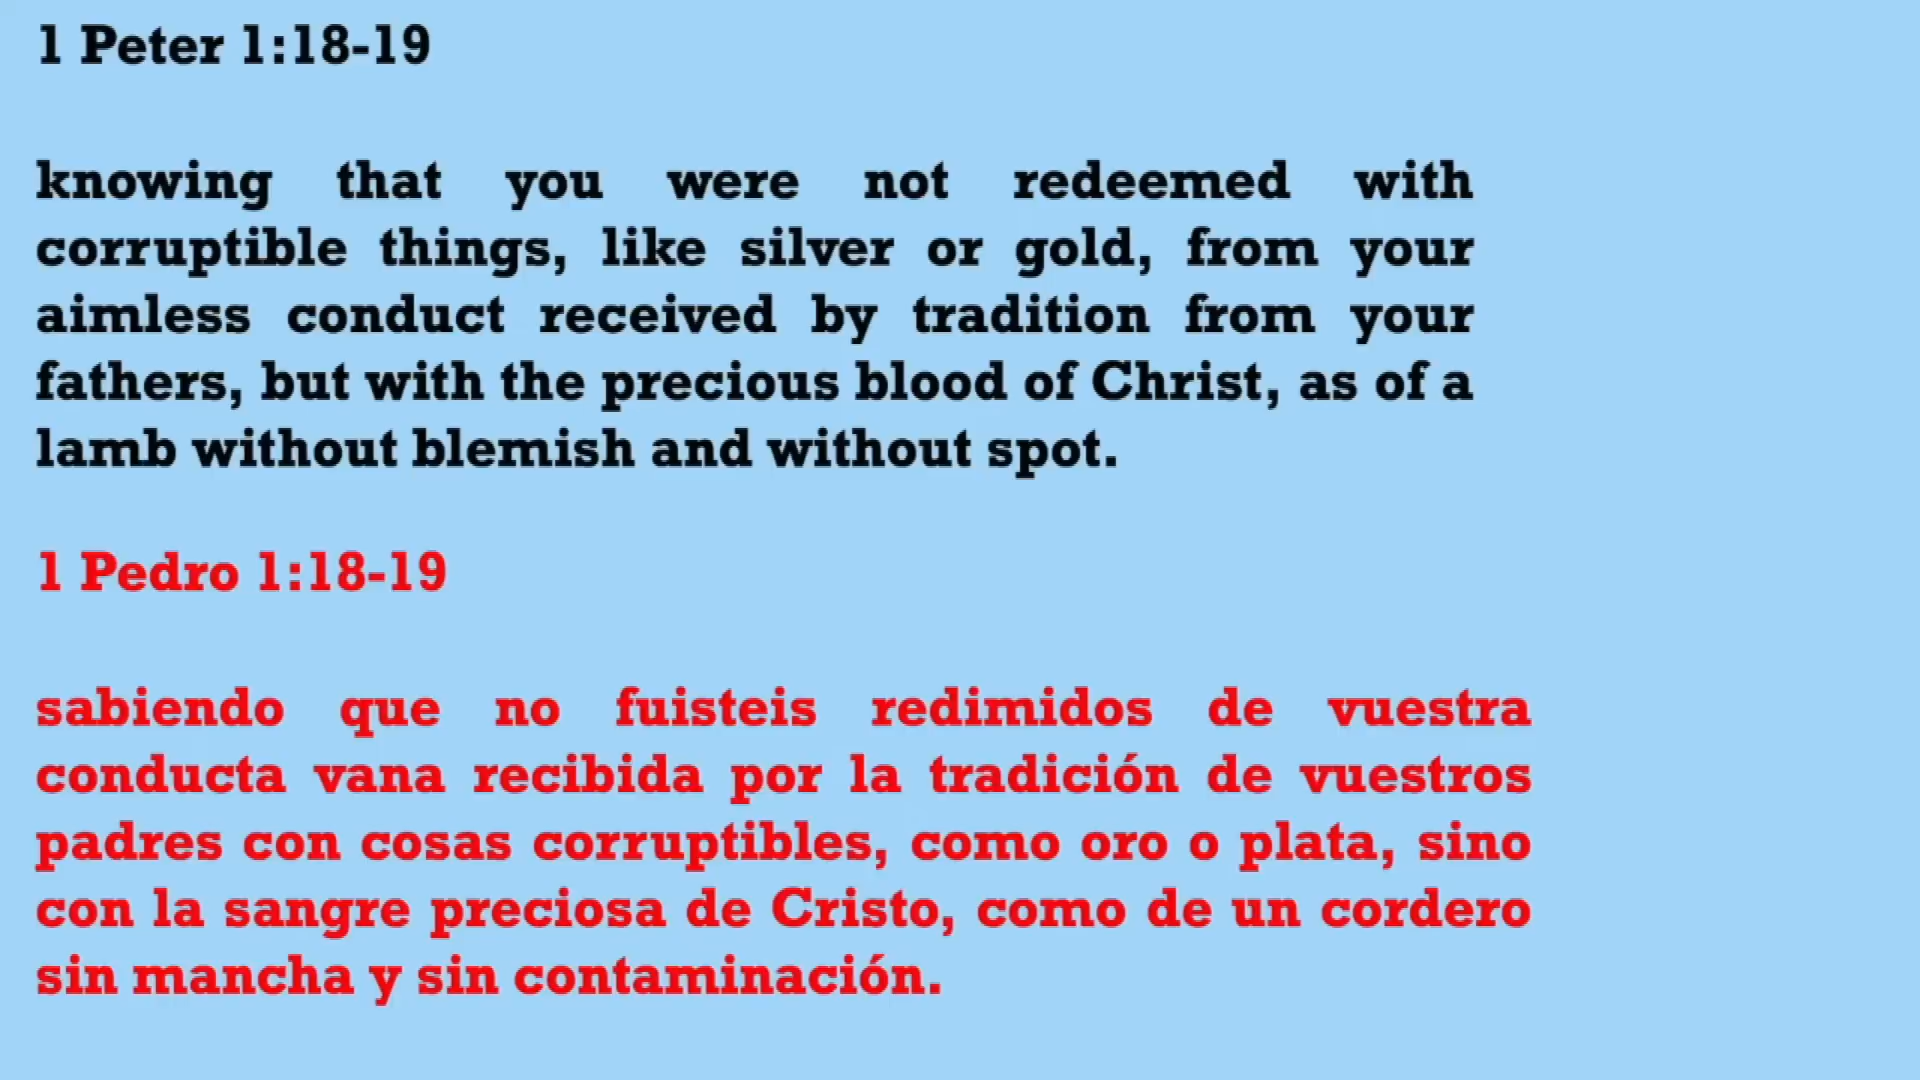 1 Peter 1:18-19
knowing that you were not redeemed with
corruptible things, like silver or gold, from your
aimless conduct received by tradition from your
fathers, but with the precious blood of Christ, as of a
lamb without blemish and without spot.
1 Pedro 1:18-19
sabiendo que no fuisteis redimidos de vuestra
conducta vana recibida por la tradición de vuestros
padres con cosas corruptibles, como oro o plata, sino
con la sangre preciosa de Cristo, como de un cordero
sin mancha y sin contaminación.